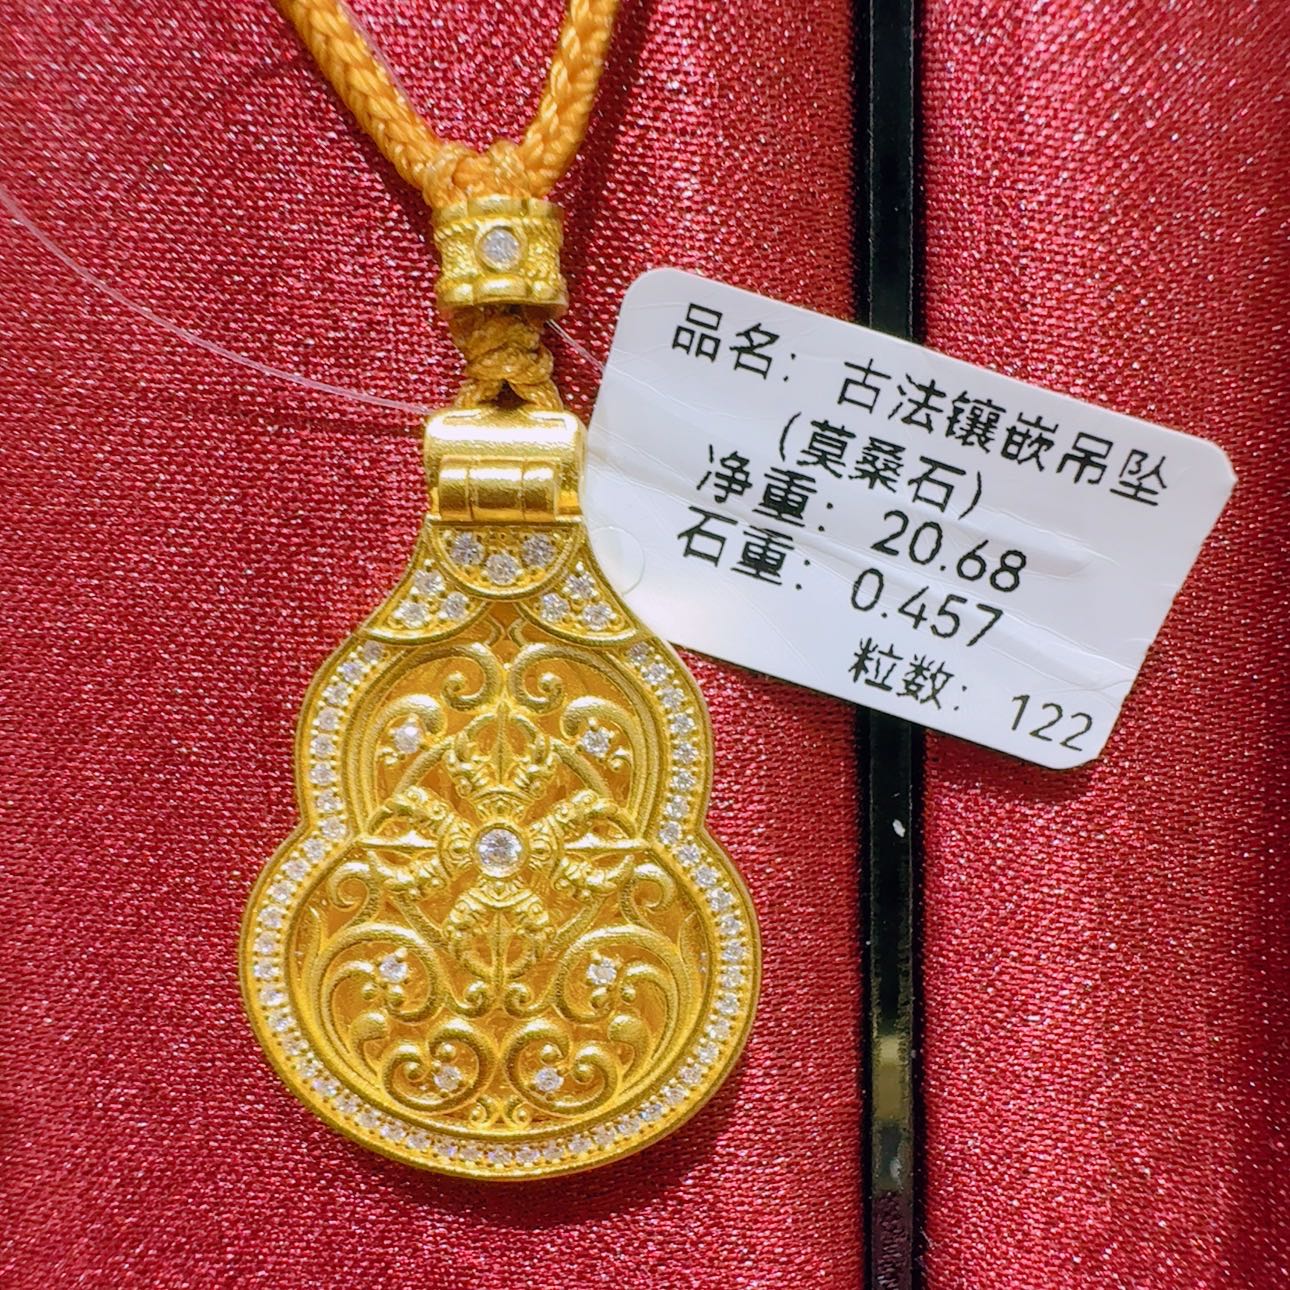 品名：古法镶嵌吊坠
(莫桑石)
净重：20.68
石重：0.457
粒数：122